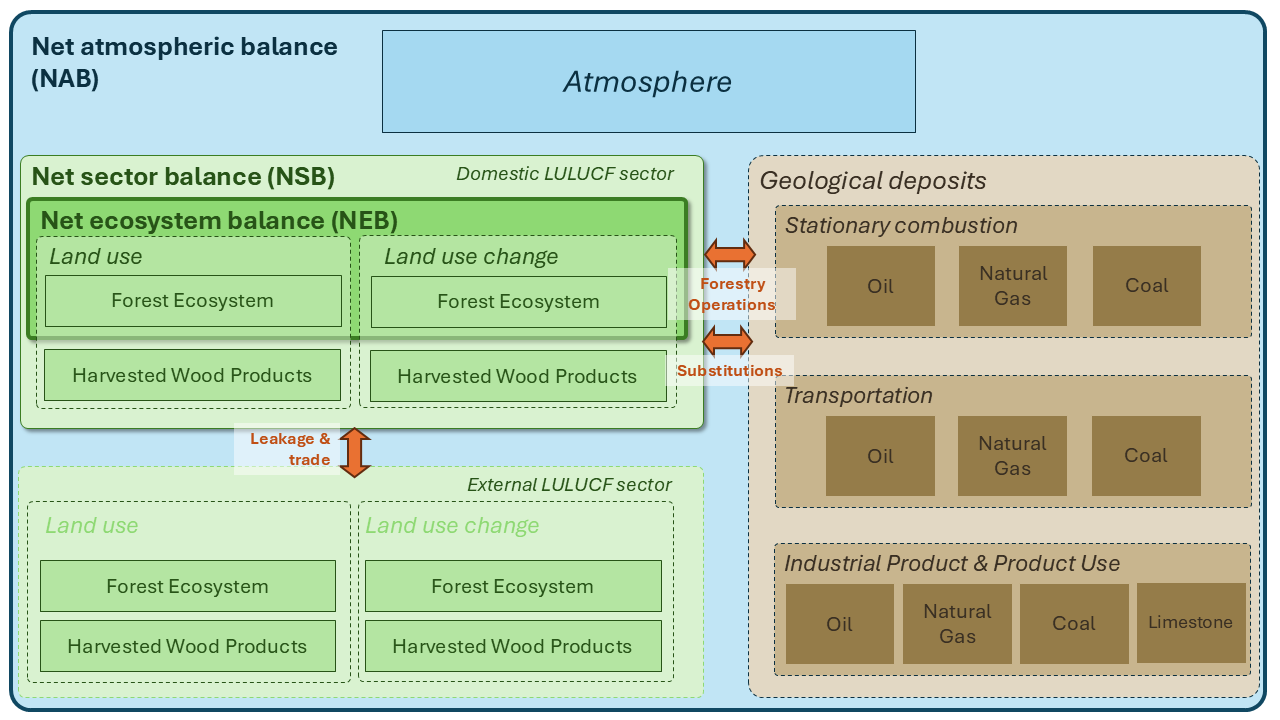 Net atmospheric balance
(NAB)
Atmosphere
Net sector balance (NSB)
Domestic LULUCF sector
Net ecosystem balance (NEB)
Land use
Forest Ecosystem
Harvested Wood Products
Land use change
Forest Ecosystem
Harvested Wood Products
Forestry
Operations
Substitutions
Leakage &
trade
External LULUCF sector
Land use
Forest Ecosystem
Harvested Wood Products
Land use change
Forest Ecosystem
Harvested Wood Products
Geological deposits
Stationary combustion
Oil
Natural
Gas
Coal
Transportation
Oil
Natural
Gas
Coal
Industrial Product & Product Use
Oil
Natural
Gas
Coal
Limestone